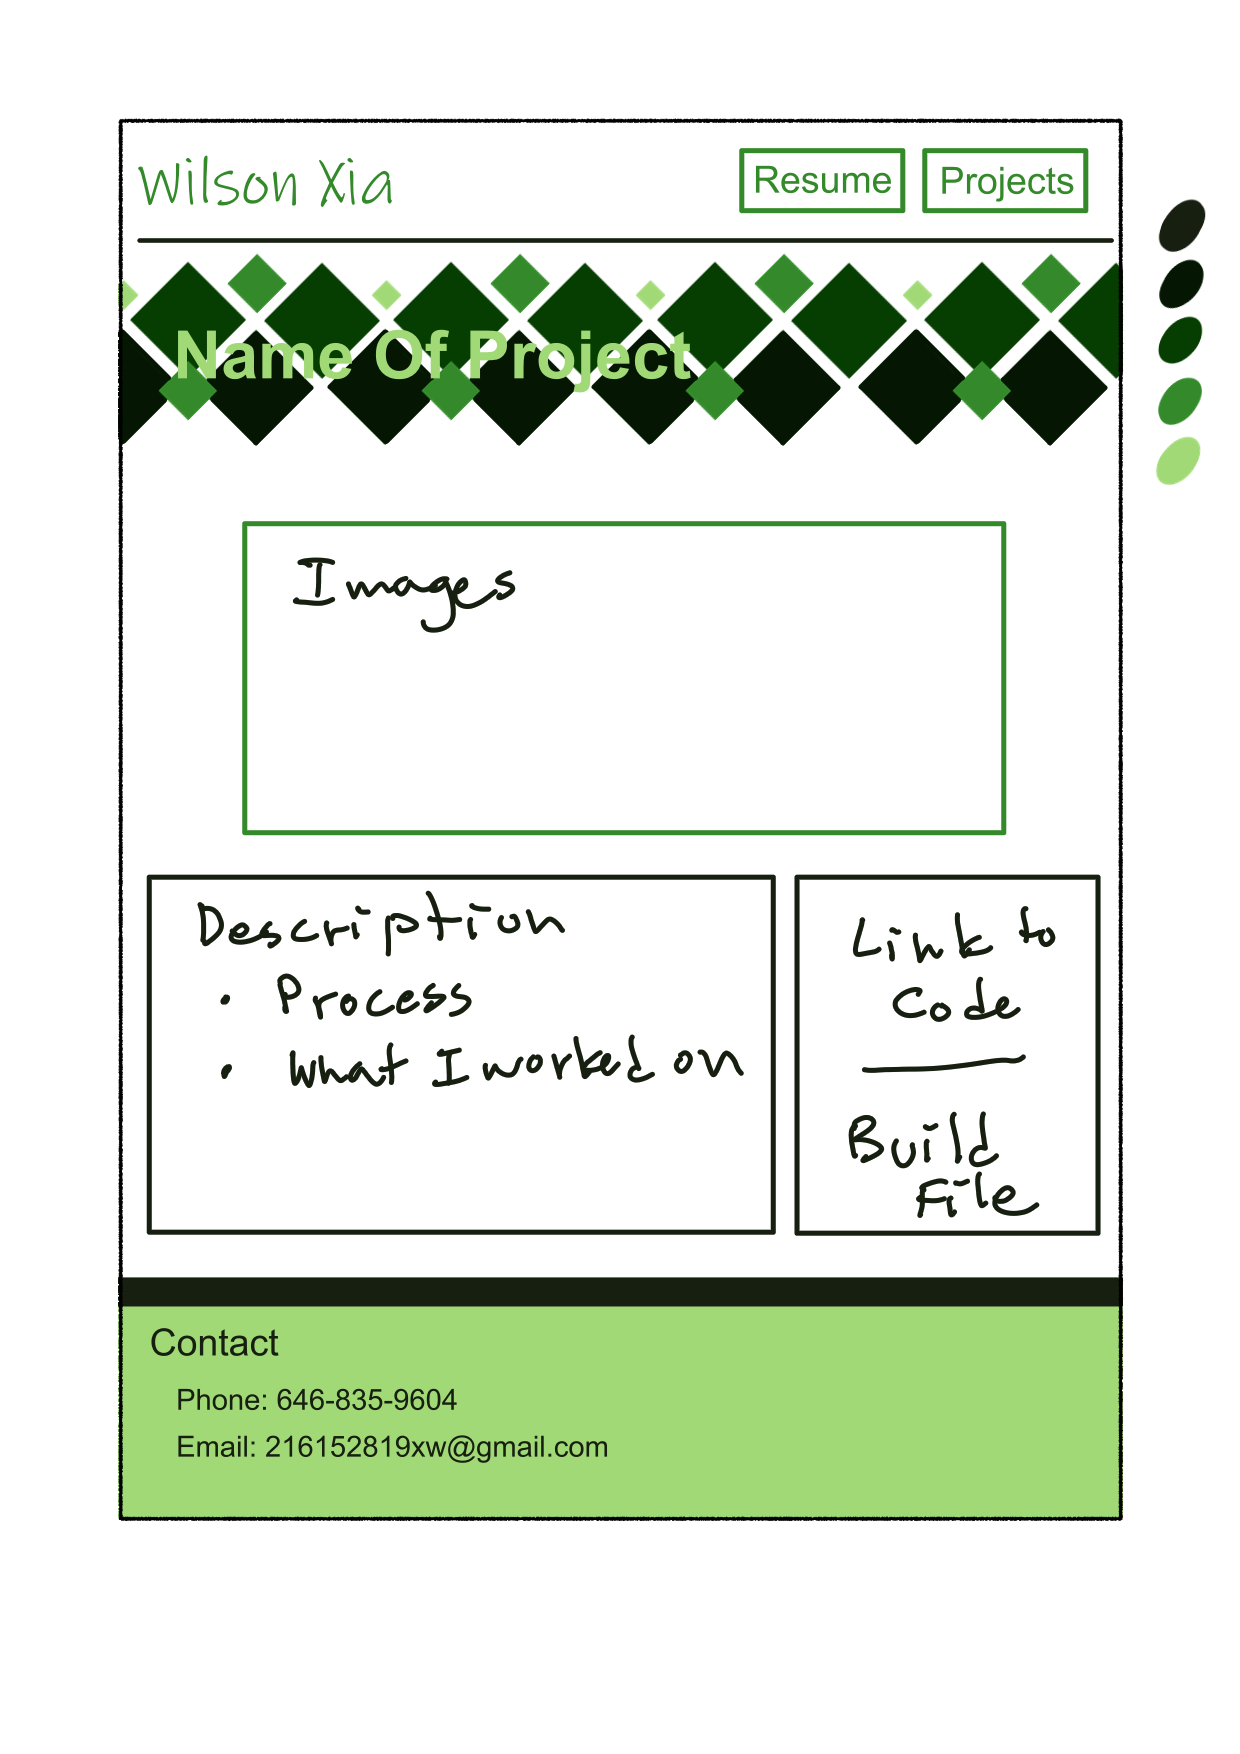 Wilson Xia
Resume
Projects
Name Of Project
Images
Description
• Process
• What I worked on
Link to
Code
Build
File
Contact
Phone: 646-835-9604
Email: 216152819xw@gmail.com